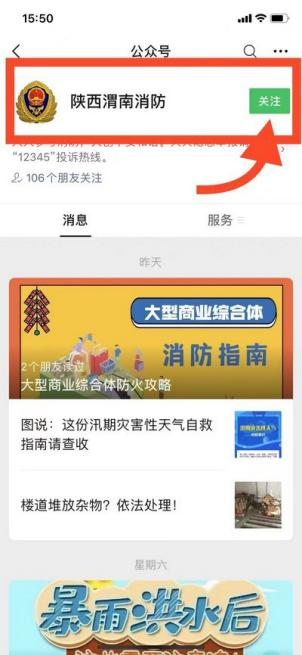 15:50
公众号
陕西渭南消防
关注
"12345"投诉热线。
106个朋友关注
消息
服务
昨天
大型商业综合体
消防指南
2个朋友读过
大型商业综合体防火攻略
图说：这份汛期灾害性天气自救
指南请查收
楼道堆放杂物？依法处理！
星期六
暴雨洪水后